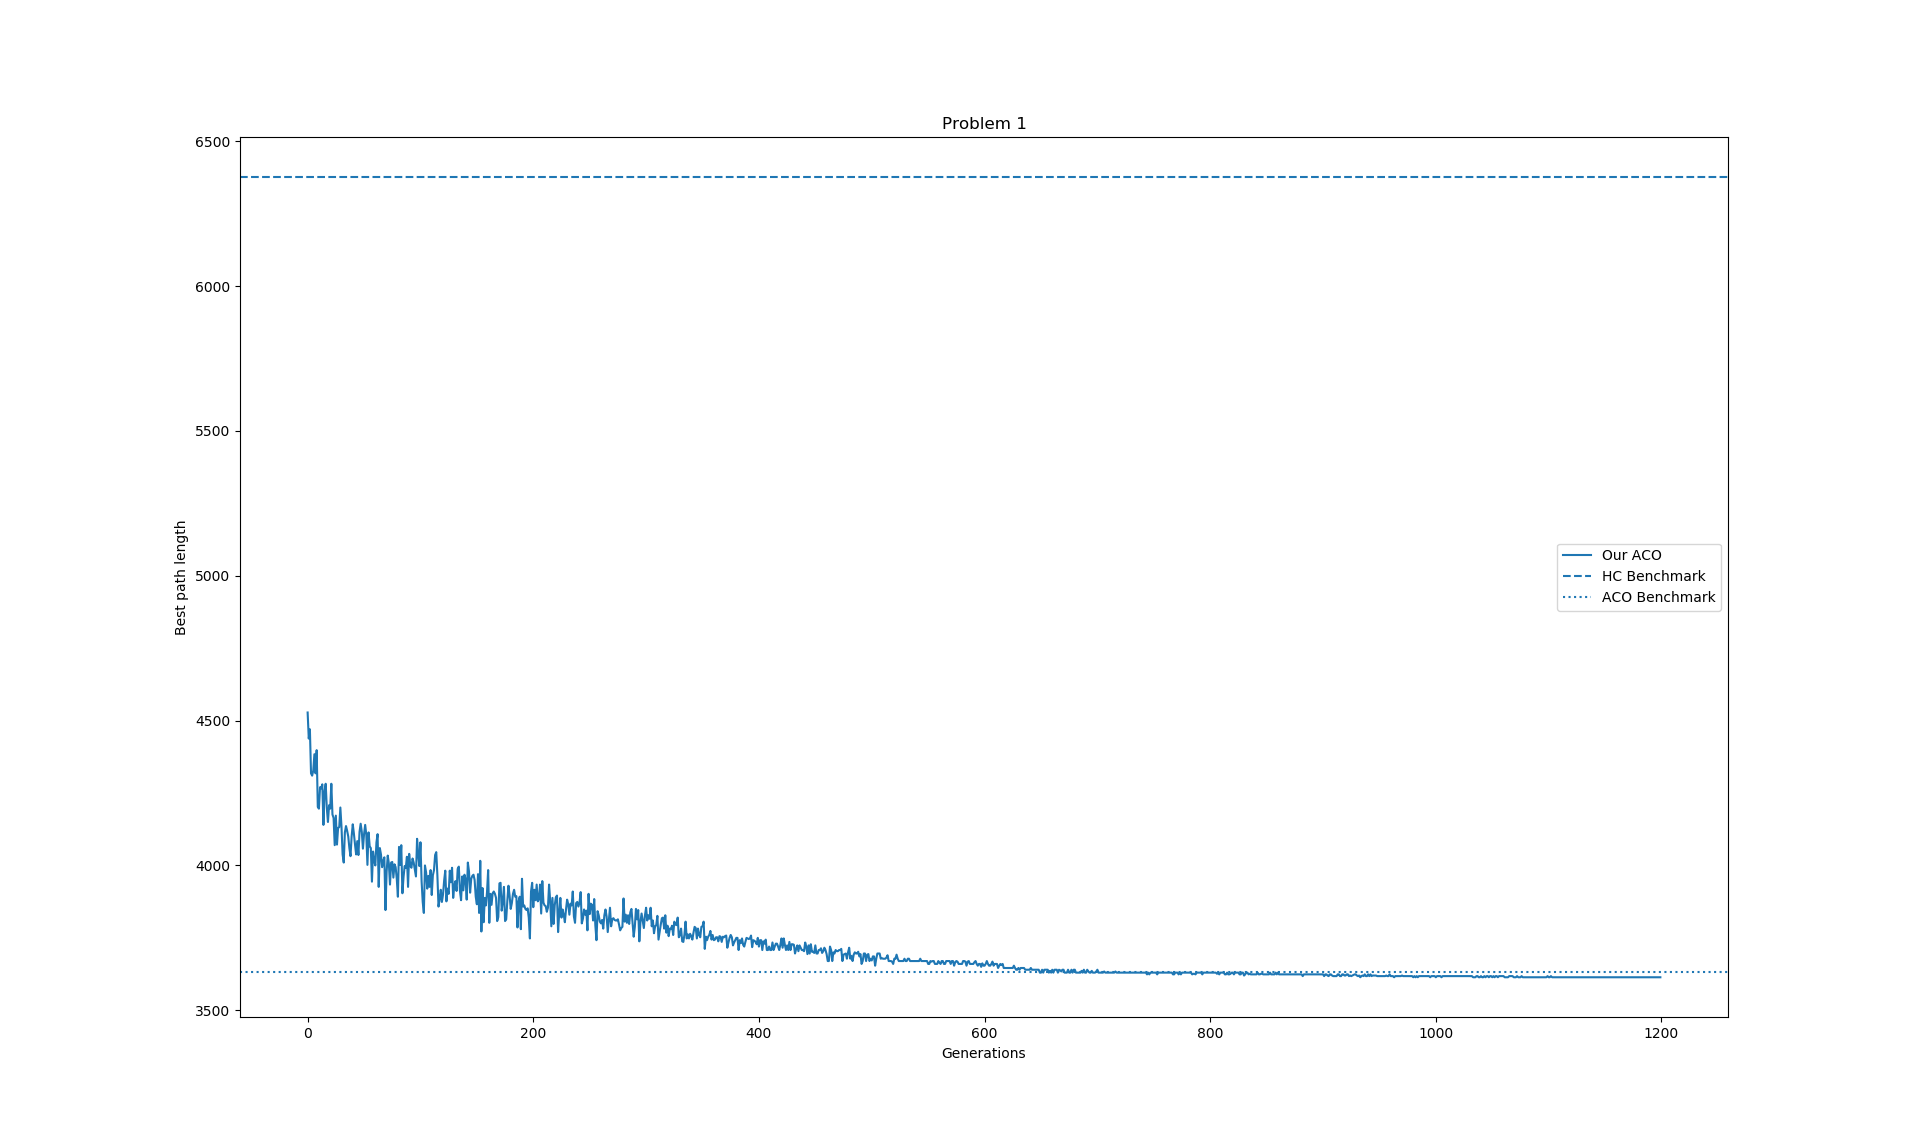 Problem 1
6500
6000
5500
5000
4500
4000
3500
Best path length
Our ACO
HC Benchmark
ACO Benchmark
0 200 400 600 800 1000 1200
Generations